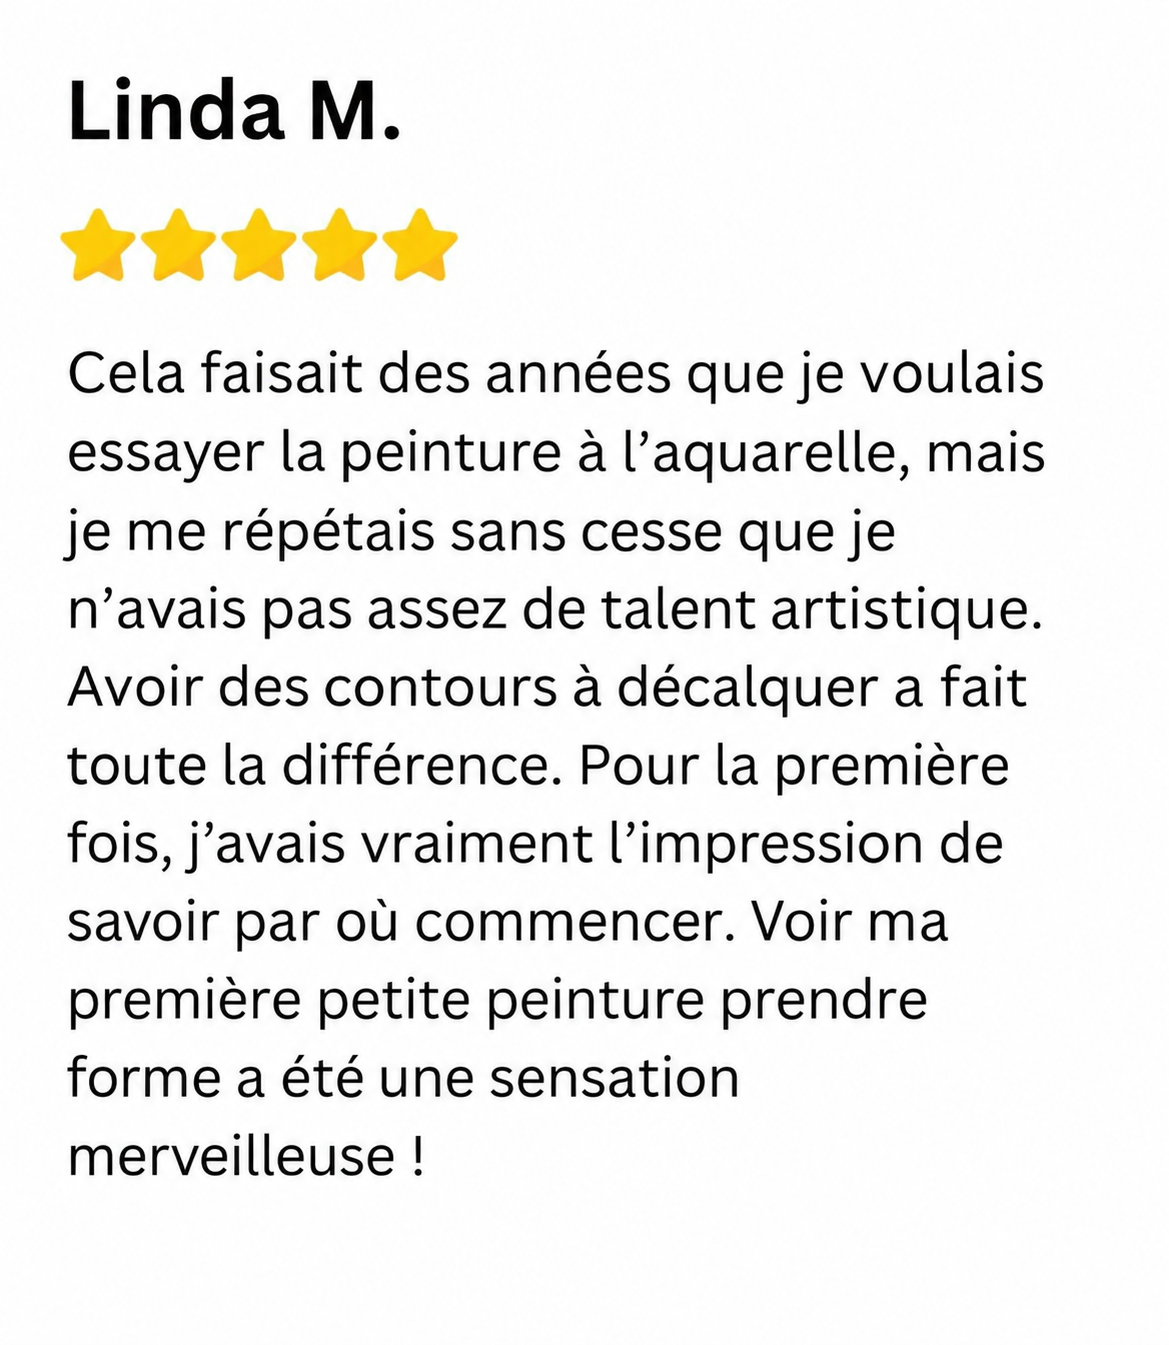 Linda M.
Cela faisait des années que je voulais
essayer la peinture à l’aquarelle, mais
je me répétais sans cesse que je
n’avais pas assez de talent artistique.
Avoir des contours à décalquer a fait
toute la différence. Pour la première
fois, j’avais vraiment l’impression de
savoir par où commencer. Voir ma
première petite peinture prendre
forme a été une sensation
merveilleuse !